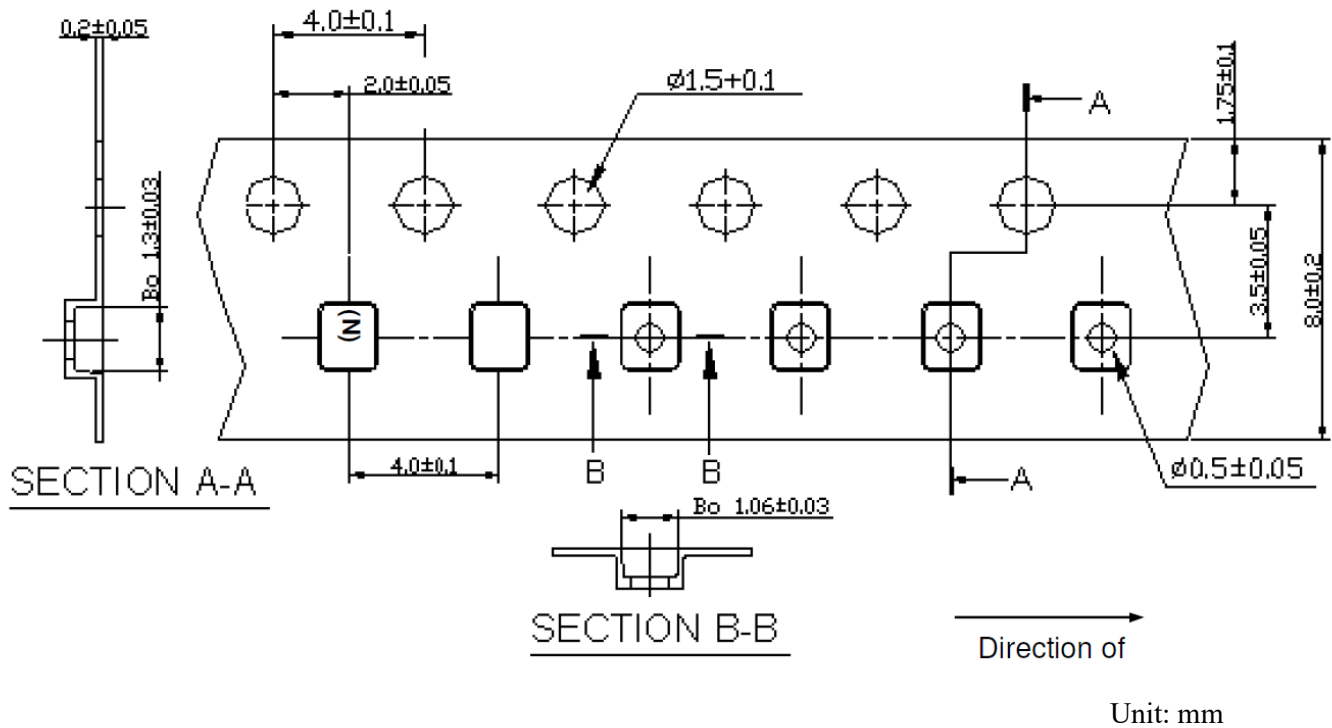 0.2±0.05
4.0±0.1
2.0±0.05
Ø1.5+0.1
A
1.75±0.1
Bo 1.3±0.03
3.5±0.05
8.0±0.2
(N)
SECTION A-A
4.0±0.1
B
B
A
Ø0.5±0.05
Bo 1.06±0.03
SECTION B-B
Direction of
Unit: mm